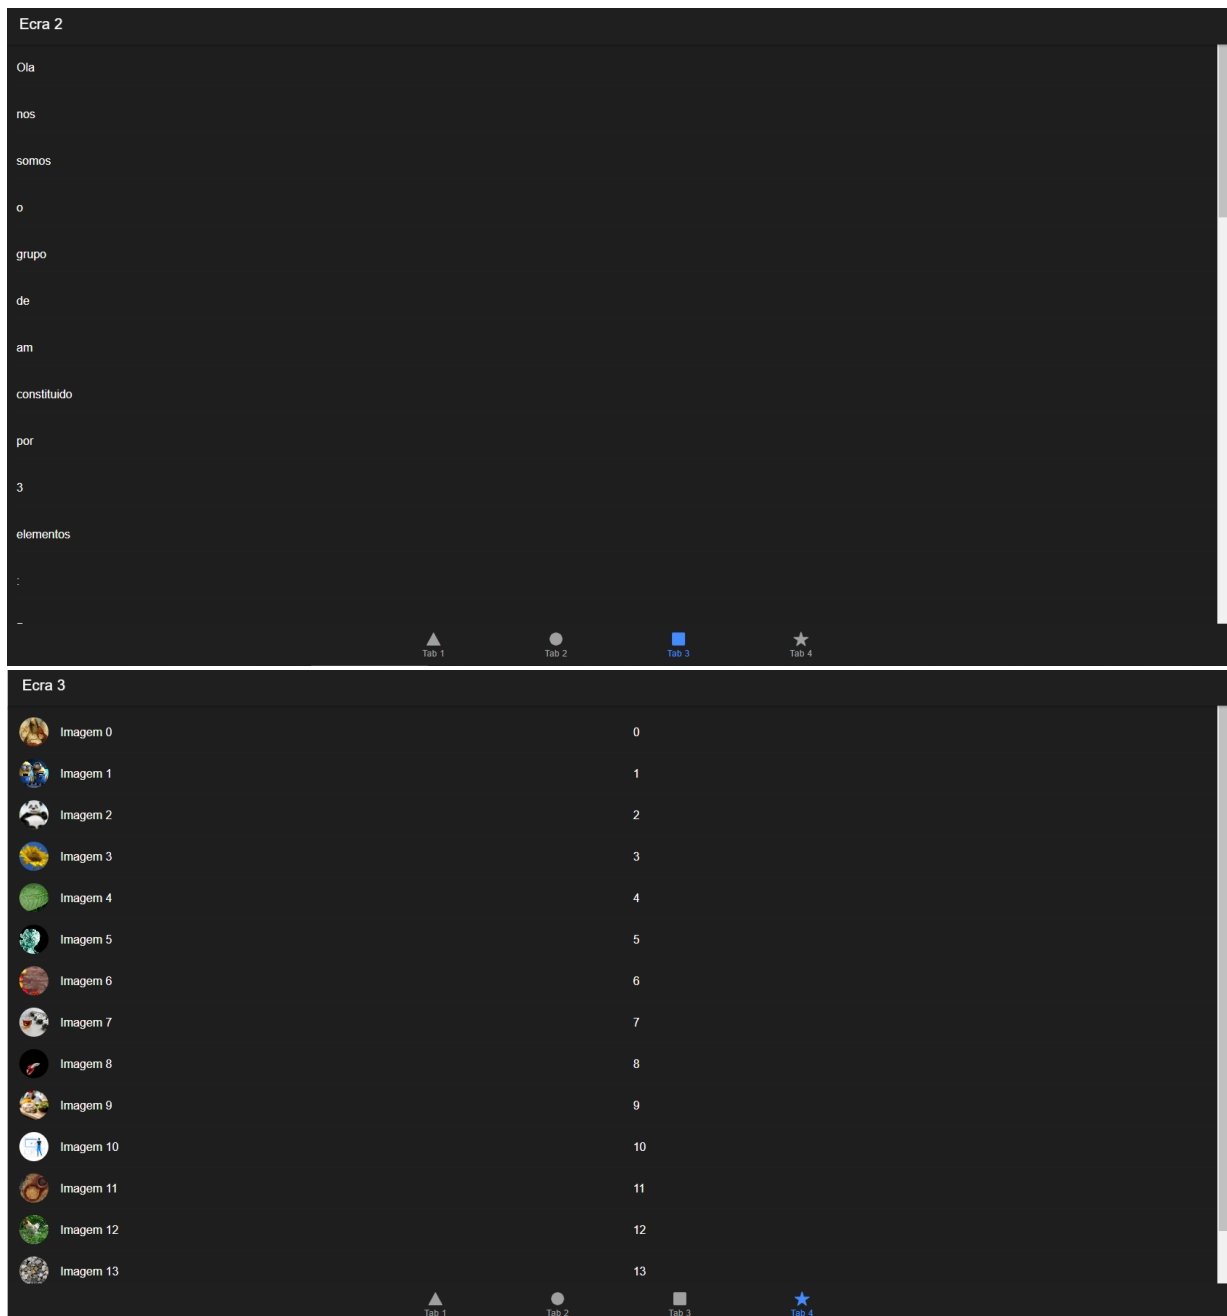 Ecra 2
Ola
nos
somos
o
grupo
de
am
constituido
por
3
elementos
:
Tab 1 Tab 2 Tab 3 Tab 4
Ecra 3
Imagem 0 0
Imagem 1 1
Imagem 2 2
Imagem 3 3
Imagem 4 4
Imagem 5 5
Imagem 6 6
Imagem 7 7
Imagem 8 8
Imagem 9 9
Imagem 10 10
Imagem 11 11
Imagem 12 12
Imagem 13 13
Tab 1 Tab 2 Tab 3 Tab 4